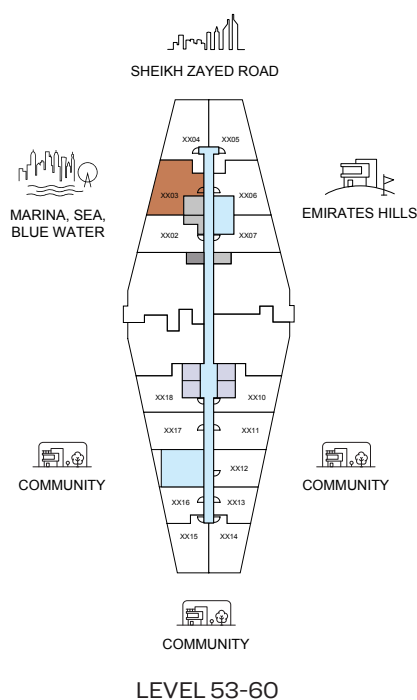 SHEIKH ZAYED ROAD
XX04
XX05
XX03
XX06
MARINA, SEA,
BLUE WATER
EMIRATES HILLS
XX02
XX07
XX18
XX10
XX17
XX11
XX12
COMMUNITY
COMMUNITY
XX16
XX13
XX15
XX14
COMMUNITY
LEVEL 53-60